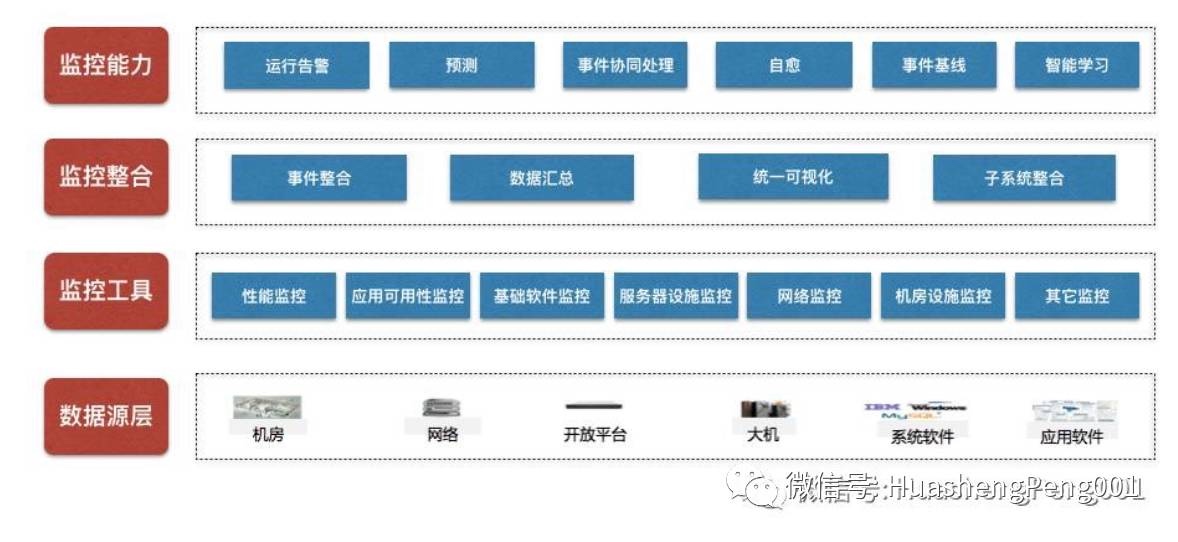 监控能力
运行告警
预测
事件协同处理
自愈
事件基线
智能学习
监控整合
事件整合
数据汇总
统一可视化
子系统整合
监控工具
性能监控
应用可用性监控
基础软件监控
服务器设施监控
网络监控
机房设施监控
其它监控
数据源层
机房
网络
开放平台
大机
IBM Windows
MySQL
系统软件
应用软件
微信号: HuashengPeng001